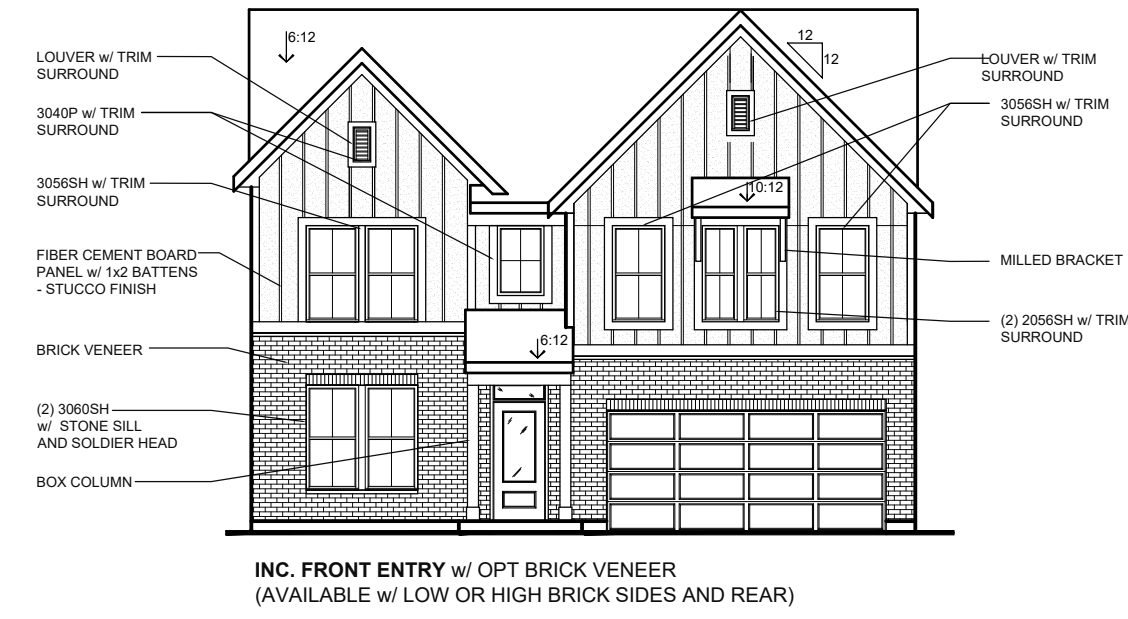 6:12
12
12
LOUVER w/ TRIM
SURROUND
3040P w/ TRIM
SURROUND
3056SH w/ TRIM
SURROUND
FIBER CEMENT BOARD
PANEL w/ 1x2 BATTENS
- STUCCO FINISH
BRICK VENEER
(2) 3060SH
w/ STONE SILL
AND SOLDIER HEAD
BOX COLUMN
10:12
6:12
LOUVER w/ TRIM
SURROUND
3056SH w/ TRIM
SURROUND
MILLED BRACKET
(2) 2056SH w/ TRIM
SURROUND
INC. FRONT ENTRY w/ OPT BRICK VENEER
(AVAILABLE w/ LOW OR HIGH BRICK SIDES AND REAR)